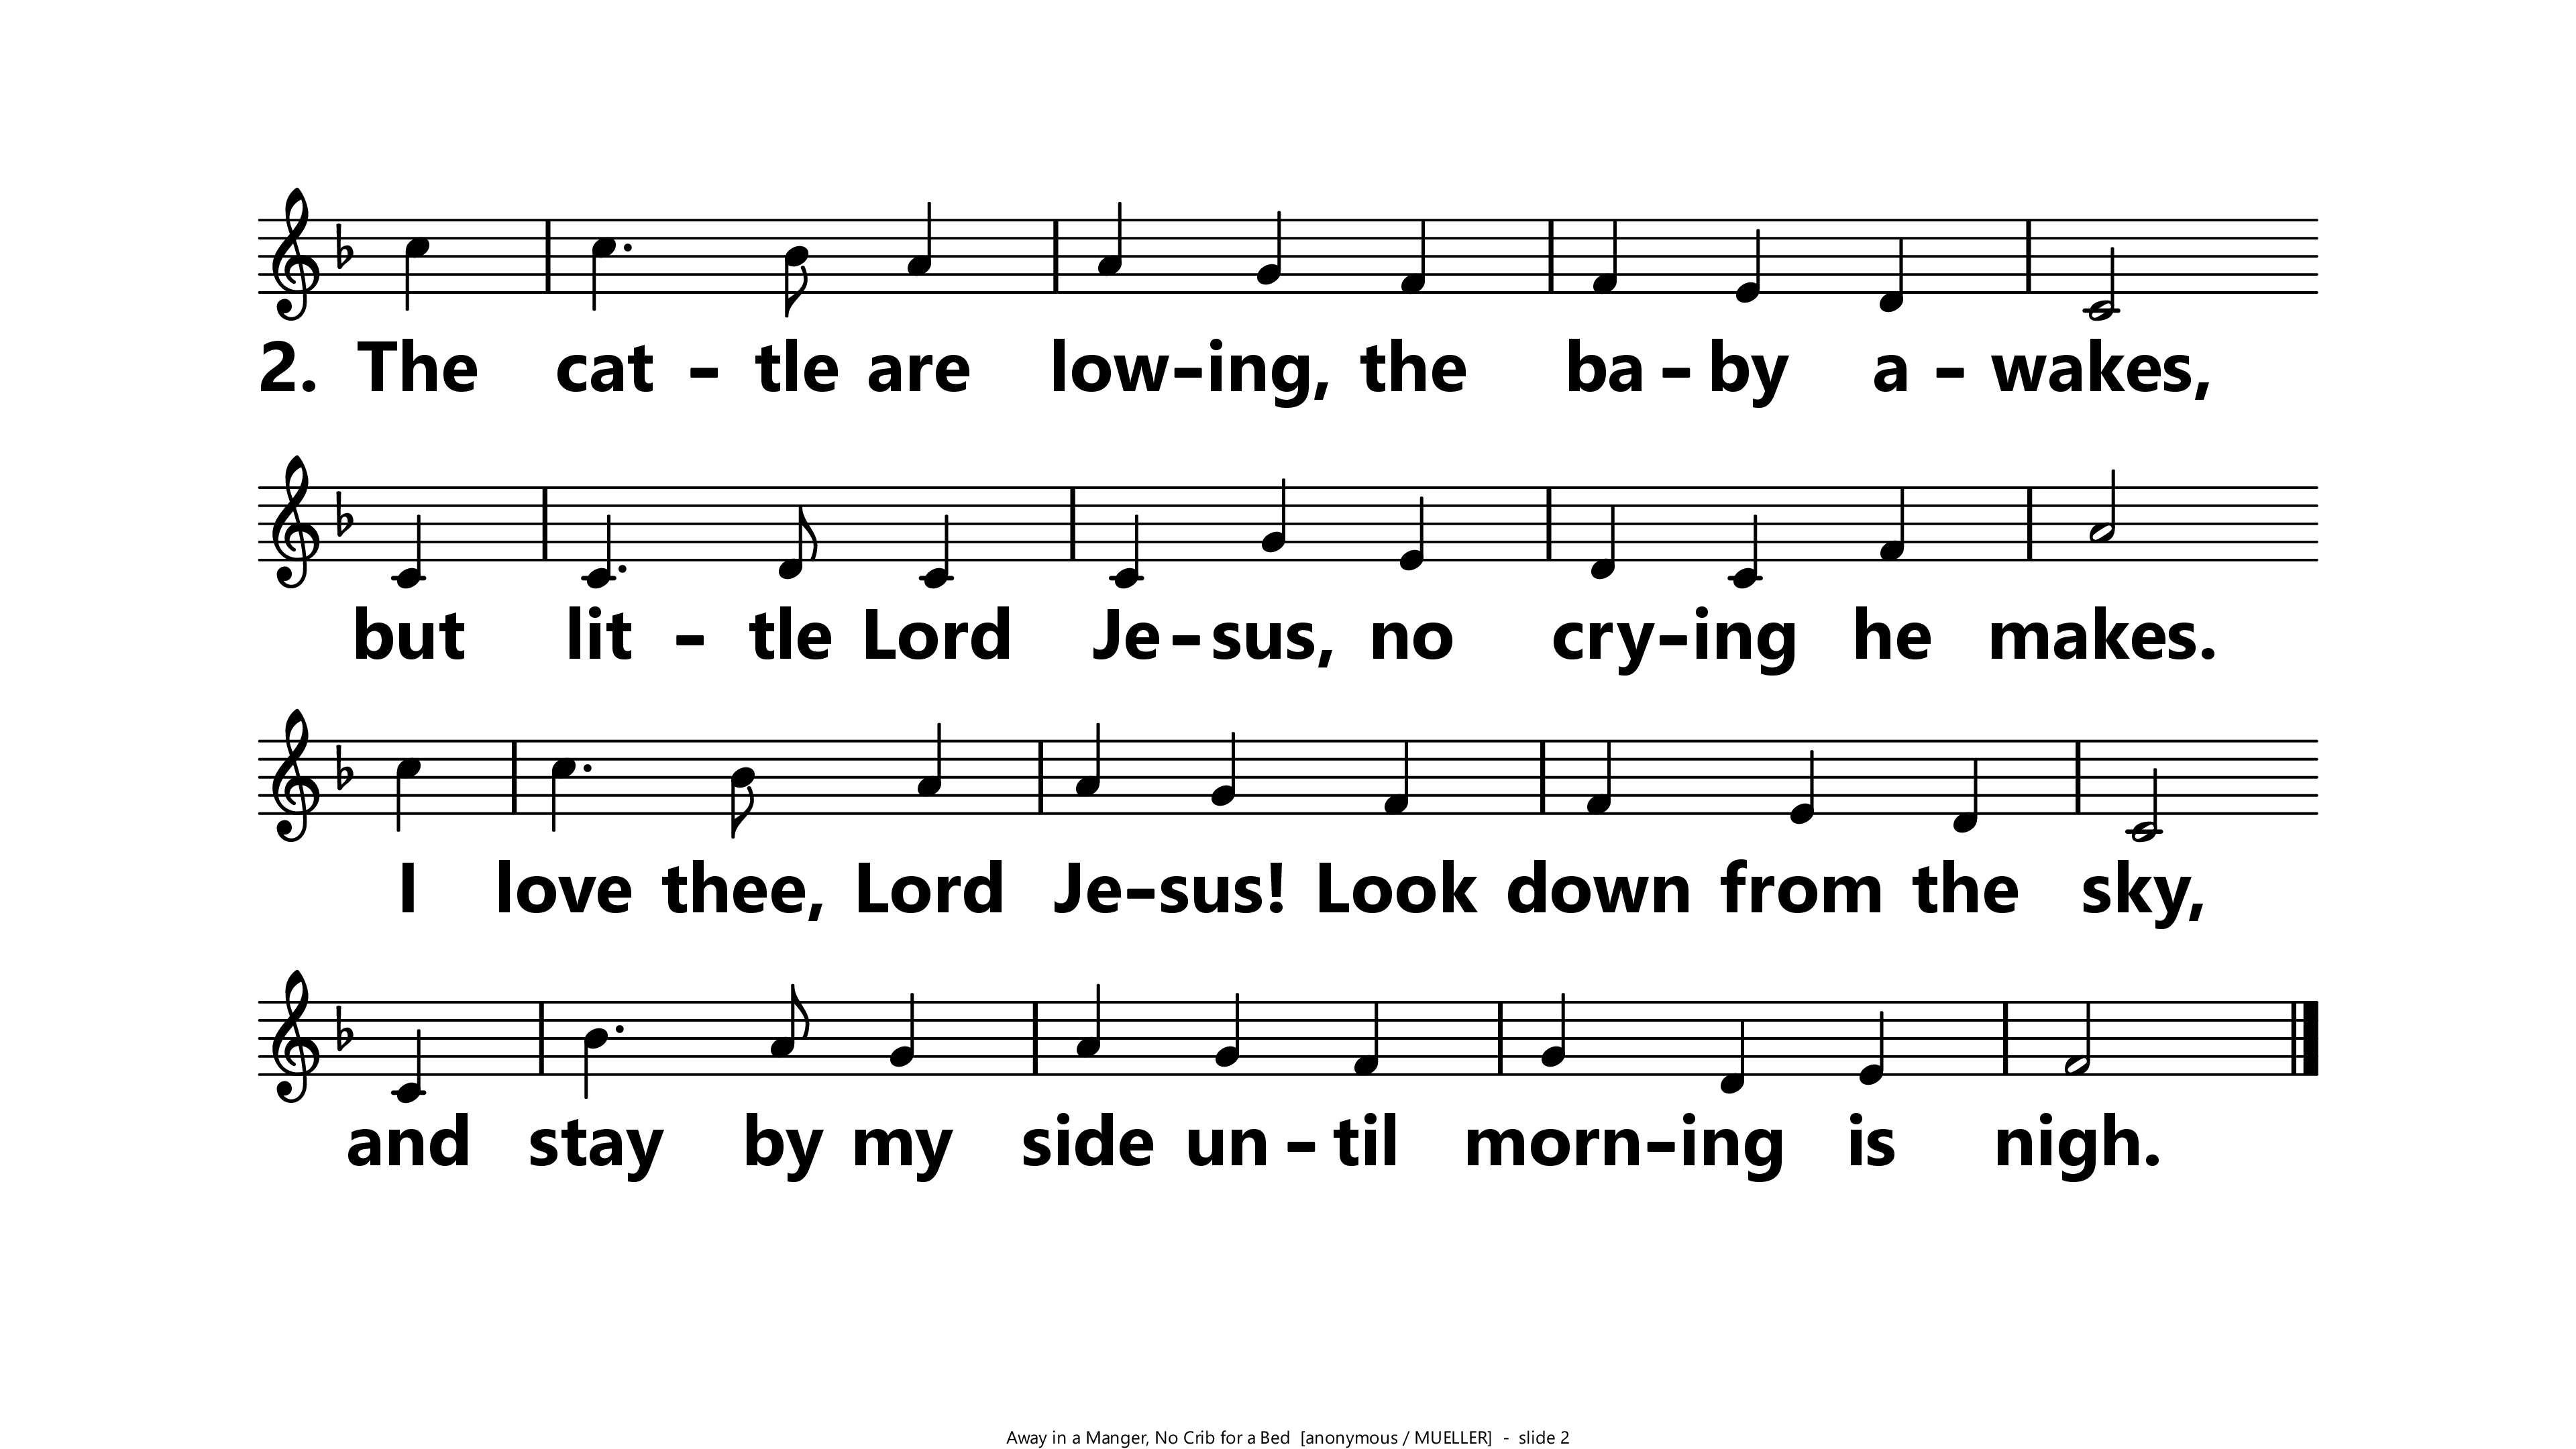 2. The cat - tle are low-ing, the ba - by a - wakes,
but lit - tle Lord Je - sus, no cry-ing he makes.
I love thee, Lord Je-sus! Look down from the sky,
and stay by my side un - til morn-ing is nigh.
Away in a Manger, No Crib for a Bed [anonymous / MUELLER] - slide 2